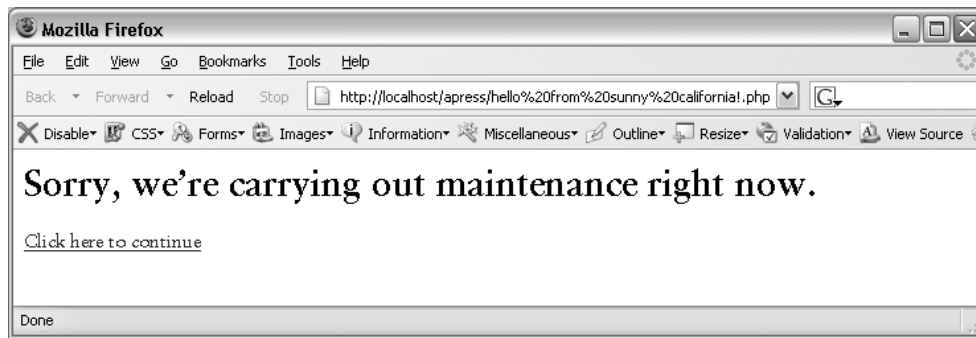 Mozilla Firefox
File Edit View Go Bookmarks Tools Help
Back Forward Reload Stop http://localhost/apress/hello%20from%20sunny%20california!.php G
Disable CSS Forms Images Information Miscellaneous Outline Resize Validation View Source
Sorry, we're carrying out maintenance right now.
Click here to continue
Done